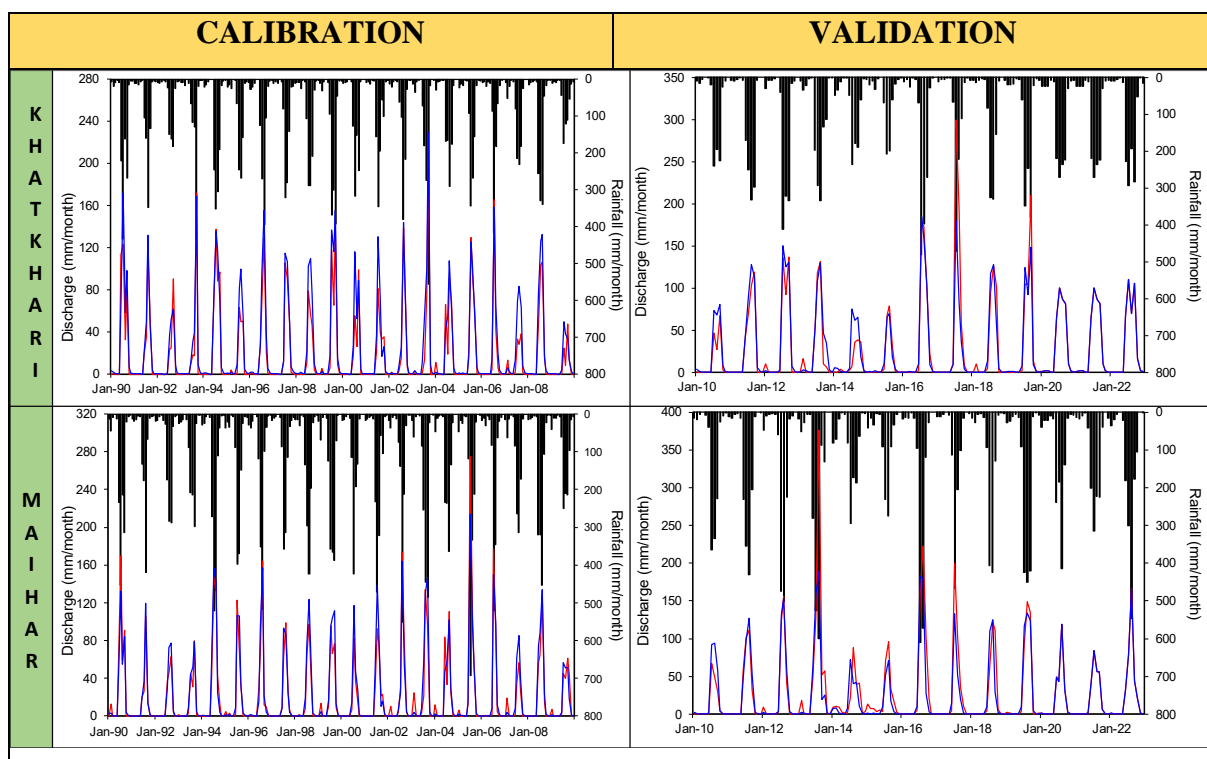 CALIBRATION
VALIDATION
K
H
A
T
K
H
A
R
I
Discharge (mm/month)
280
240
200
160
120
80
40
0
Jan-90 Jan-92 Jan-94 Jan-96 Jan-98 Jan-00 Jan-02 Jan-04 Jan-06 Jan-08
0
100
200
300
400
500
600
700
800
Rainfall (mm/month)
Discharge (mm/month)
350
300
250
200
150
100
50
0
Jan-10 Jan-12 Jan-14 Jan-16 Jan-18 Jan-20 Jan-22
0
100
200
300
400
500
600
700
800
Rainfall (mm/month)
M
A
I
H
A
R
Discharge (mm/month)
320
280
240
200
160
120
80
40
0
Jan-90 Jan-92 Jan-94 Jan-96 Jan-98 Jan-00 Jan-02 Jan-04 Jan-06 Jan-08
0
100
200
300
400
500
600
700
800
Rainfall (mm/month)
Discharge (mm/month)
400
350
300
250
200
150
100
50
0
Jan-10 Jan-12 Jan-14 Jan-16 Jan-18 Jan-20 Jan-22
0
100
200
300
400
500
600
700
800
Rainfall (mm/month)